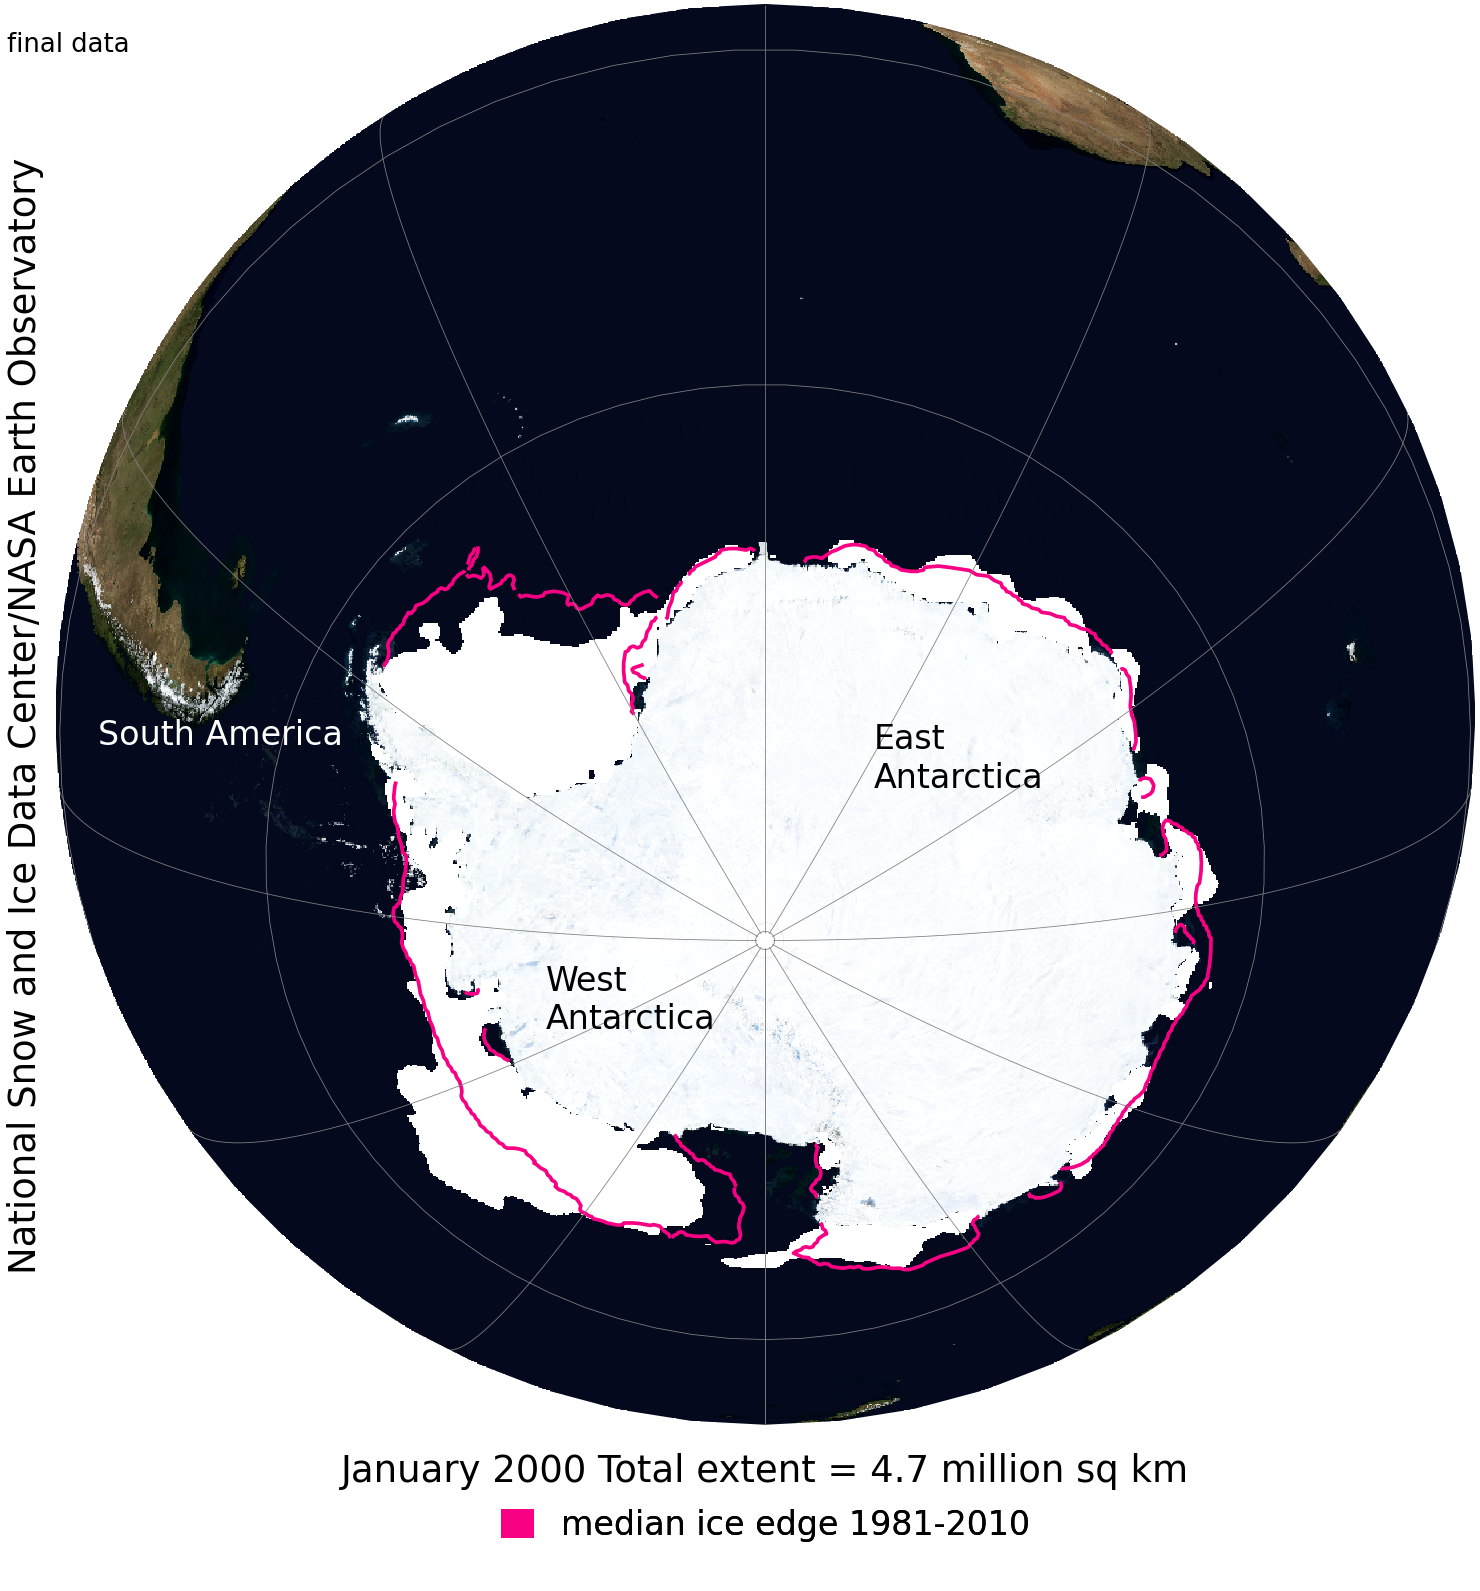 final data
National Snow and Ice Data Center/NASA Earth Observatory
South America
East
Antarctica
West
Antarctica
January 2000 Total extent = 4.7 million sq km
median ice edge 1981-2010